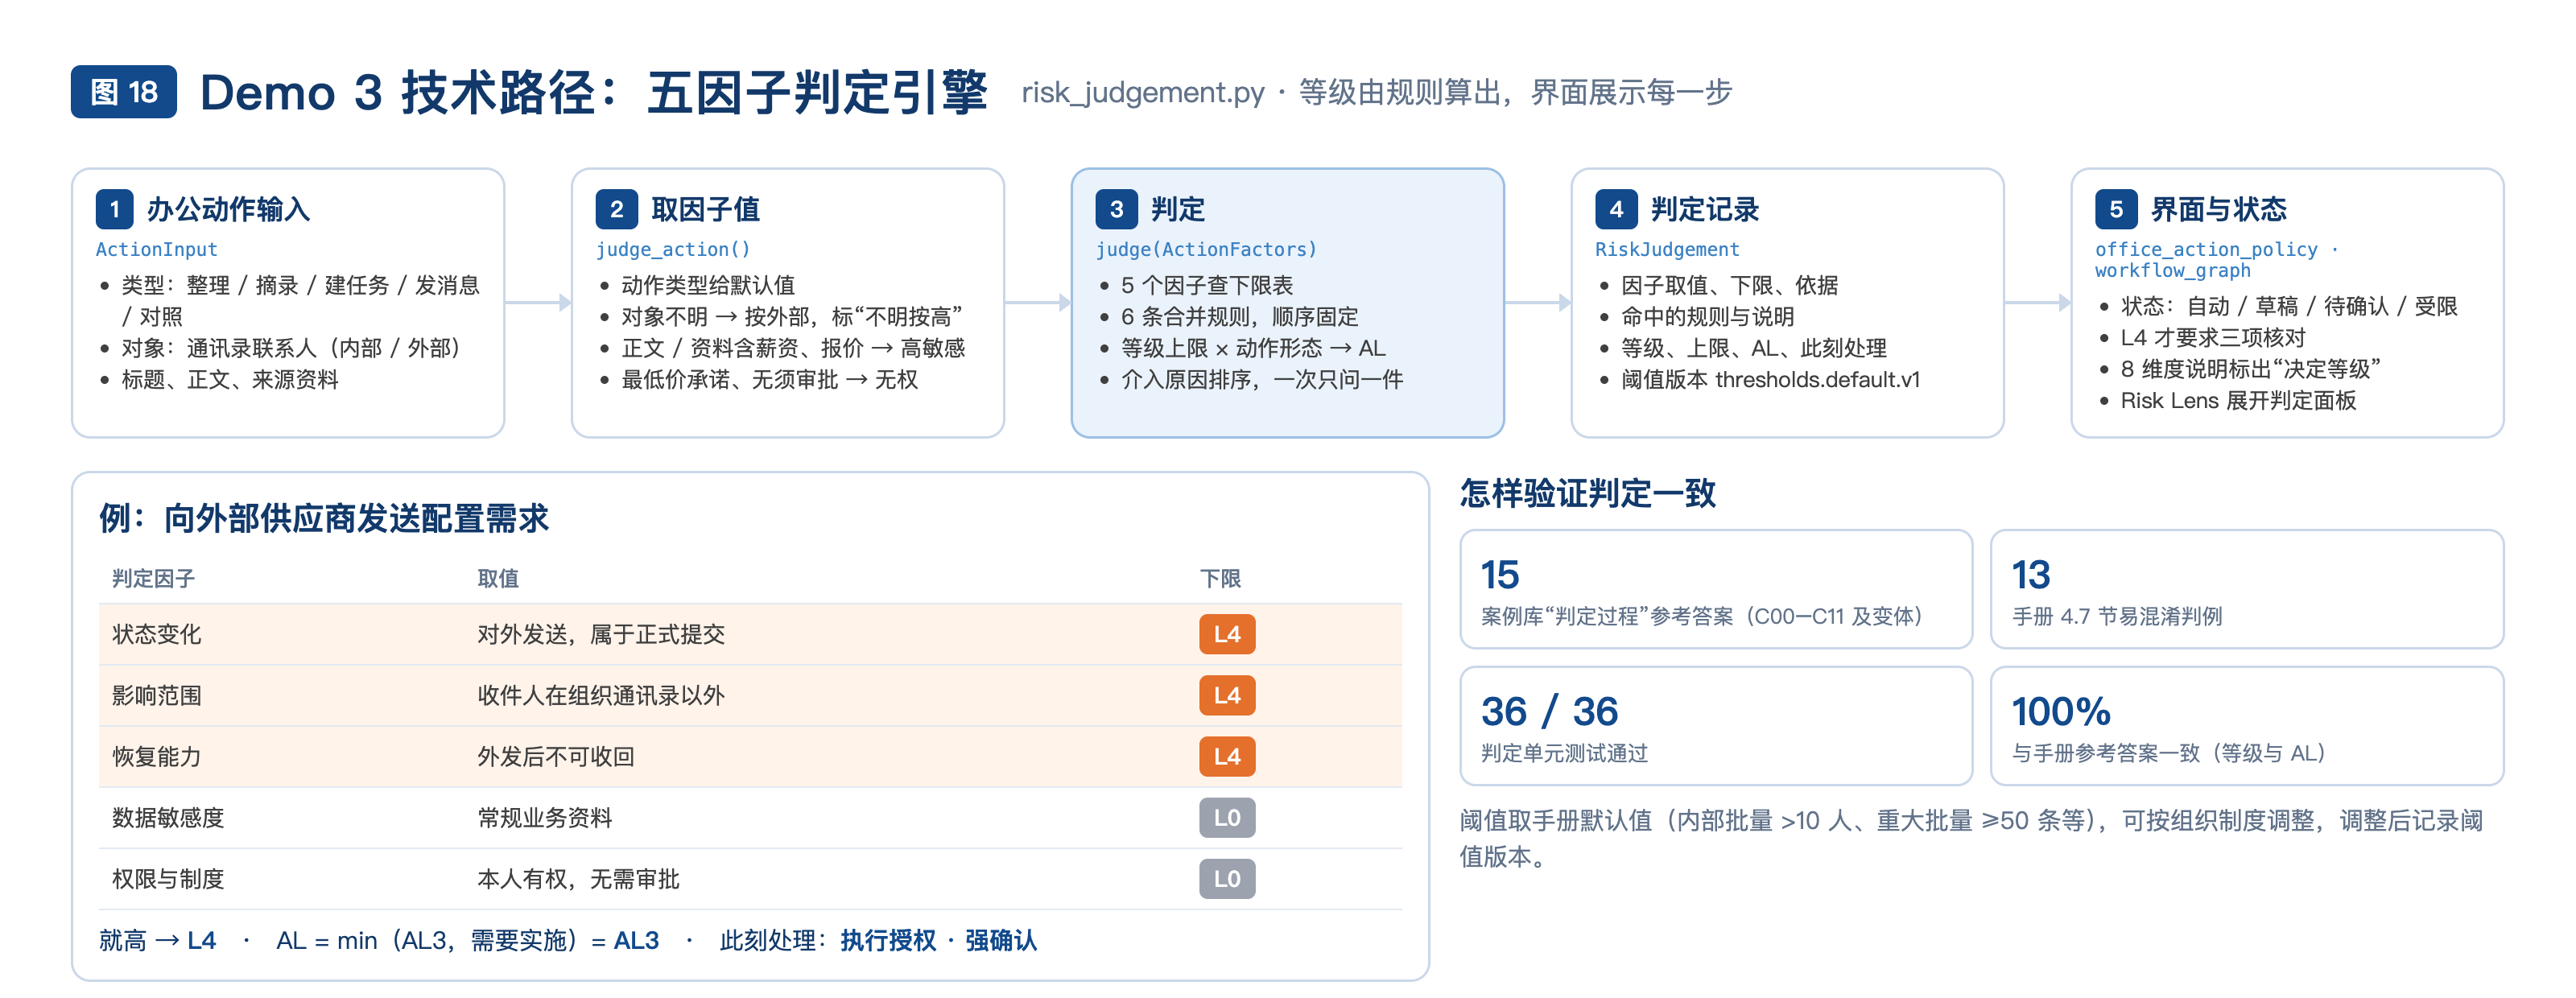 图 18 Demo 3 技术路径：五因子判定引擎 risk_judgement.py · 等级由规则算出，界面展示每一步
1 办公动作输入
ActionInput
• 类型：整理 / 摘录 / 建任务 / 发消息
/ 对照
• 对象：通讯录联系人（内部 / 外部）
• 标题、正文、来源资料
2 取因子值
judge_action()
• 动作类型给默认值
• 对象不明 → 按外部，标“不明按高”
• 正文 / 资料含薪资、报价 → 高敏感
• 最低价承诺、无须审批 → 无权
3 判定
judge(ActionFactors)
• 5 个因子查下限表
• 6 条合并规则，顺序固定
• 等级上限 × 动作形态 → AL
• 介入原因排序，一次只问一件
4 判定记录
RiskJudgement
• 因子取值、下限、依据
• 命中的规则与说明
• 等级、上限、AL、此刻处理
• 阈值版本 thresholds.default.v1
5 界面与状态
office_action_policy ·
workflow_graph
• 状态：自动 / 草稿 / 待确认 / 受限
• L4 才要求三项核对
• 8 维度说明标出“决定等级”
• Risk Lens 展开判定面板
例：向外部供应商发送配置需求
判定因子 取值 下限
状态变化 对外发送，属于正式提交 L4
影响范围 收件人在组织通讯录以外 L4
恢复能力 外发后不可收回 L4
数据敏感度 常规业务资料 L0
权限与制度 本人有权，无需审批 L0
就高 → L4 · AL = min（AL3，需要实施）= AL3 · 此刻处理：执行授权 · 强确认
怎样验证判定一致
15
案例库“判定过程”参考答案（C00—C11 及变体）
13
手册 4.7 节易混淆判例
36 / 36
判定单元测试通过
100%
与手册参考答案一致（等级与 AL）
阈值取手册默认值（内部批量 >10 人、重大批量 ≥50 条等），可按组织制度调整，调整后记录阈
值版本。